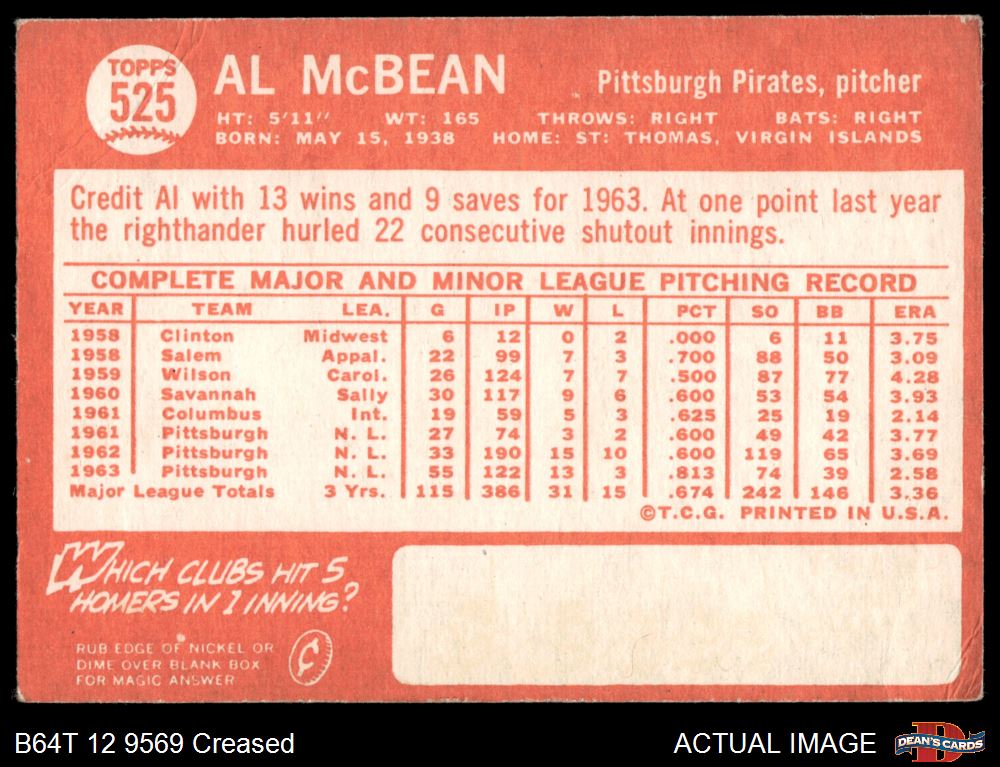 TOPPS
525
AL McBEAN
Pittsburgh Pirates, pitcher
HT: 5'11" WT: 165 THROWS: RIGHT BATS: RIGHT
BORN: MAY 15, 1938 HOME: ST: THOMAS, VIRGIN ISLANDS
Credit Al with 13 wins and 9 saves for 1963. At one point last year
the righthander hurled 22 consecutive shutout innings.
COMPLETE MAJOR AND MINOR LEAGUE PITCHING RECORD
YEAR TEAM LEA. G IP W L PCT SO BB ERA
1958 Clinton Midwest 6 12 0 2 .000 6 11 3.75
1958 Salem Appal. 22 99 7 3 .700 88 50 3.09
1959 Wilson Carol. 26 124 7 7 .500 87 77 4.28
1960 Savannah Sally 30 117 9 6 .600 53 54 3.93
1961 Columbus Int. 19 59 5 3 .625 25 19 2.14
1961 Pittsburgh N. L. 27 74 3 2 .600 49 42 3.77
1962 Pittsburgh N. L. 33 190 15 10 .600 119 65 3.69
1963 Pittsburgh N. L. 55 122 13 3 .813 74 39 2.58
Major League Totals 3 Yrs. 115 386 31 15 .674 242 146 3.36
©T.C.G. PRINTED IN U.S.A.
WHICH CLUBS HIT 5
HOMERS IN 1 INNING?
RUB EDGE OF NICKEL OR
DIME OVER BLANK BOX
FOR MAGIC ANSWER
¢
B64T 12 9569 Creased
ACTUAL IMAGE
D
DEAN'S CARDS